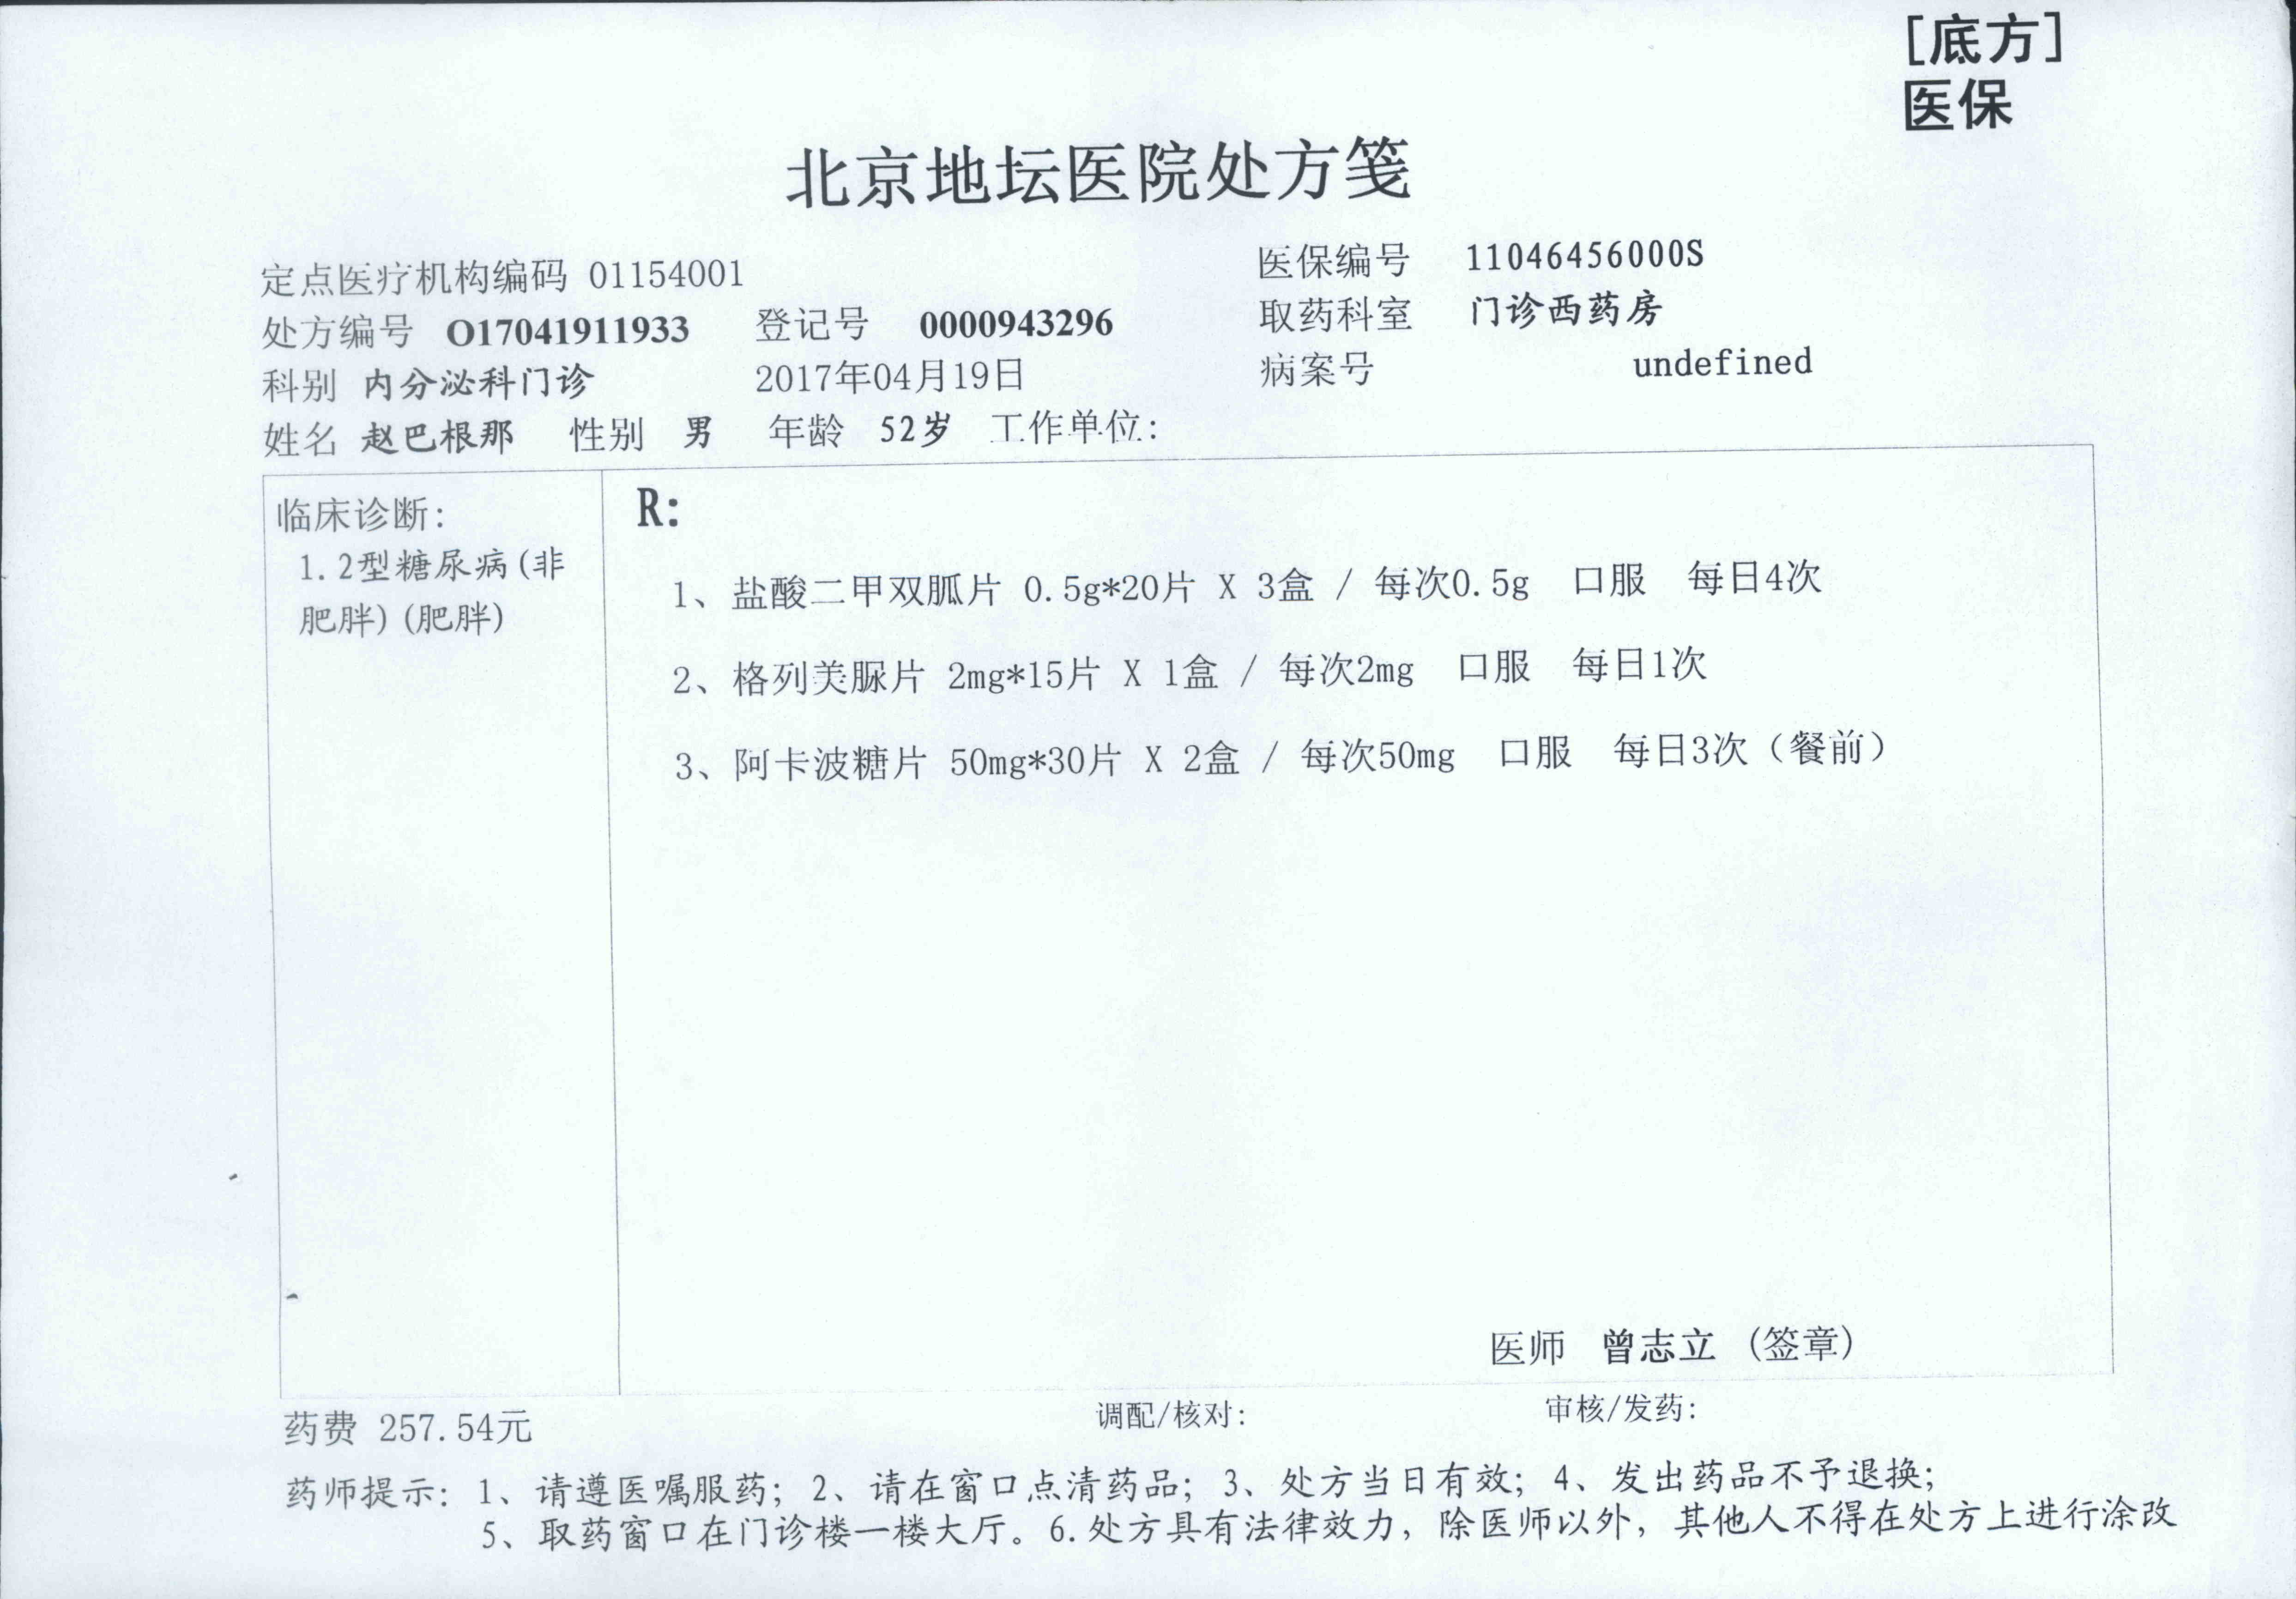 [底方]
医保
北京地坛医院处方笺
定点医疗机构编码 01154001
医保编号 11046456000S
处方编号 O17041911933 登记号 0000943296
取药科室 门诊西药房
科别 内分泌科门诊 2017年04月19日
病案号 undefined
姓名 赵巴根那 性别 男 年龄 52岁 工作单位:
临床诊断:
1.2型糖尿病(非
肥胖)(肥胖)
R:
1、盐酸二甲双胍片 0.5g*20片 X 3盒 / 每次0.5g 口服 每日4次
2、格列美脲片 2mg*15片 X 1盒 / 每次2mg 口服 每日1次
3、阿卡波糖片 50mg*30片 X 2盒 / 每次50mg 口服 每日3次（餐前）
医师 曾志立 (签章)
药费 257.54元 调配/核对: 审核/发药:
药师提示: 1、请遵医嘱服药; 2、请在窗口点清药品; 3、处方当日有效; 4、发出药品不予退换;
5、取药窗口在门诊楼一楼大厅。6.处方具有法律效力，除医师以外，其他人不得在处方上进行涂改